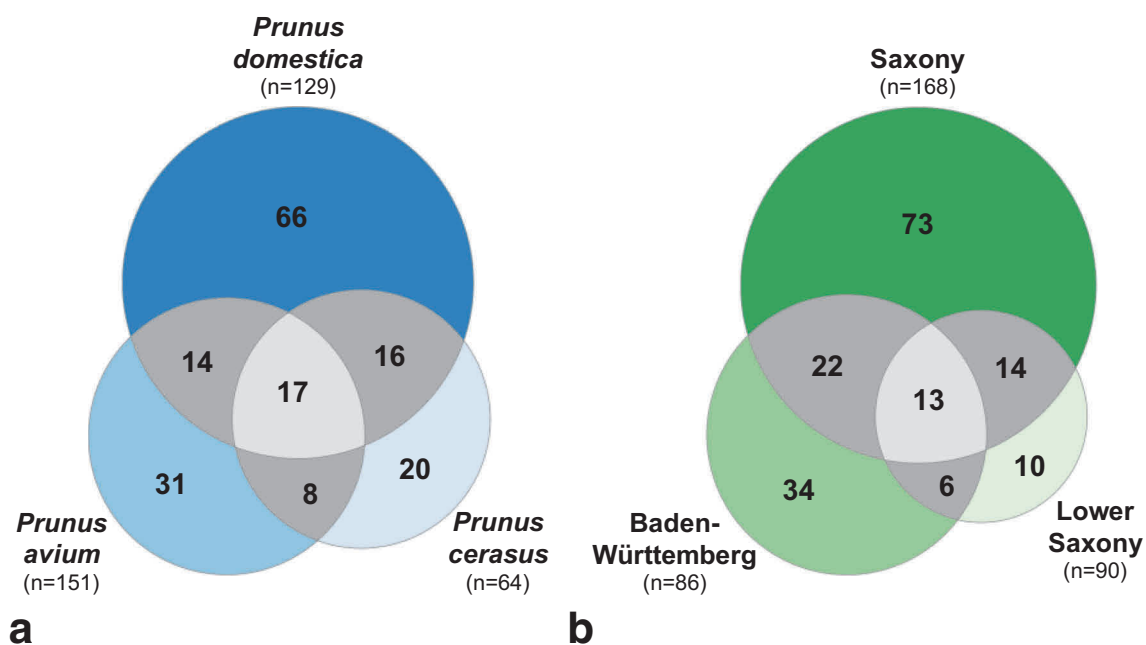 Prunus
domestica
(n=129)
66
14
16
17
31
8
20
Prunus
avium
(n=151)
Prunus
cerasus
(n=64)
a
Saxony
(n=168)
73
22
14
13
34
6
10
Baden-
Württemberg
(n=86)
Lower
Saxony
(n=90)
b